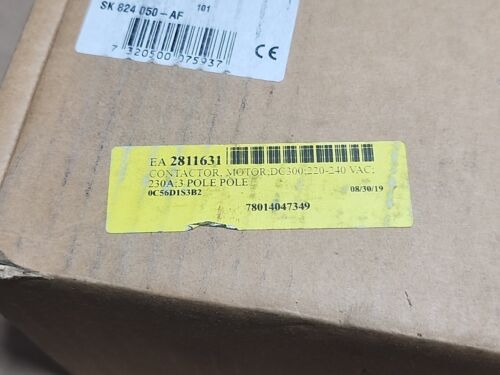 SK 824 050-AF
101
7 320500 075937
CE
EA 2811631
CONTACTOR, MOTOR;DC300;220-240 VAC;
230A;3 POLE POLE
0C56D1S3B2
08/30/19
78014047349